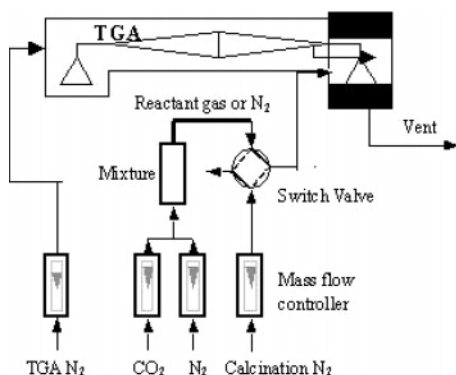 TGA
Reactant gas or N₂
Mixture
Vent
Switch Valve
Mass flow
controller
TGA N₂
CO₂
N₂
Calcination N₂